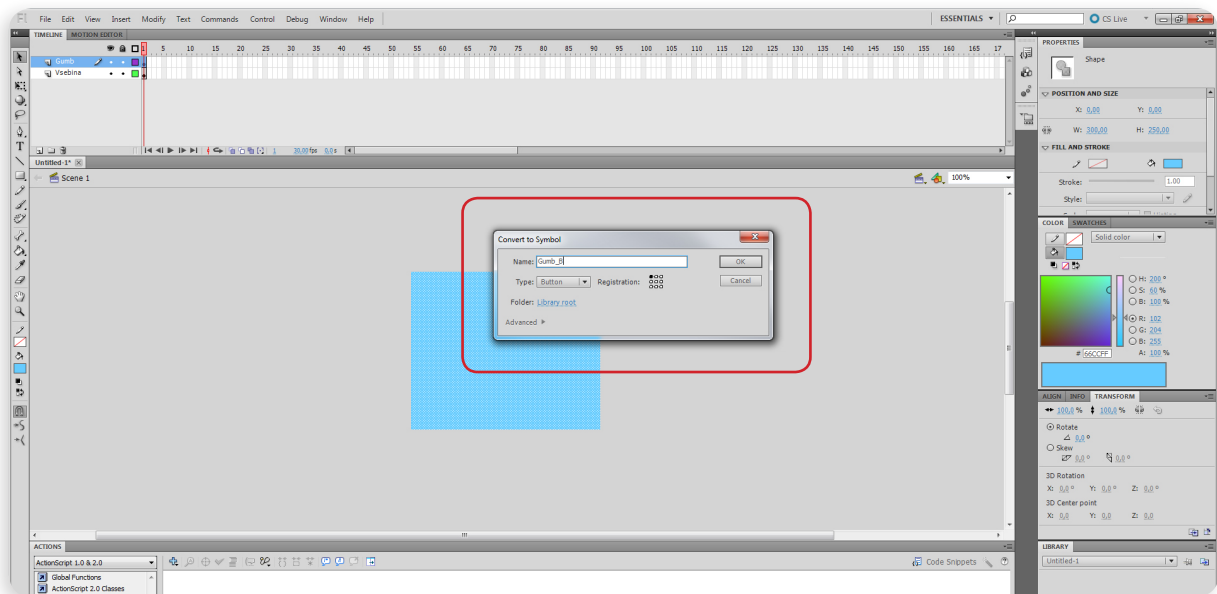 Fl File Edit View Insert Modify Text Commands Control Debug Window Help ESSENTIALS CS Live
TIMELINE MOTION EDITOR
1 5 10 15 20 25 30 35 40 45 50 55 60 65 70 75 80 85 90 95 100 105 110 115 120 125 130 135 140 145 150 155 160 165 17
Gumb
Vsebina
1 30,00 fps 0,0 s
Untitled-1*
Scene 1 100%
Convert to Symbol
Name: Gumb_B OK
Type: Button Registration: Cancel
Folder: Library root
Advanced
ACTIONS
ActionScript 1.0 & 2.0 Code Snippets
Global Functions
ActionScript 2.0 Classes
PROPERTIES
Shape
POSITION AND SIZE
X: 0,00 Y: 0,00
W: 300,00 H: 250,00
FILL AND STROKE
Stroke: 1.00
Style:
COLOR SWATCHES
Solid color
H: 200 °
S: 60 %
B: 100 %
R: 102
G: 204
B: 255
# 66CCFF A: 100 %
ALIGN INFO TRANSFORM
100,0 % 100,0 %
Rotate
0,0 °
Skew
0,0 ° 0,0 °
3D Rotation
X: 0,0 ° Y: 0,0 ° Z: 0,0 °
3D Center point
X: 0,0 Y: 0,0 Z: 0,0
LIBRARY
Untitled-1